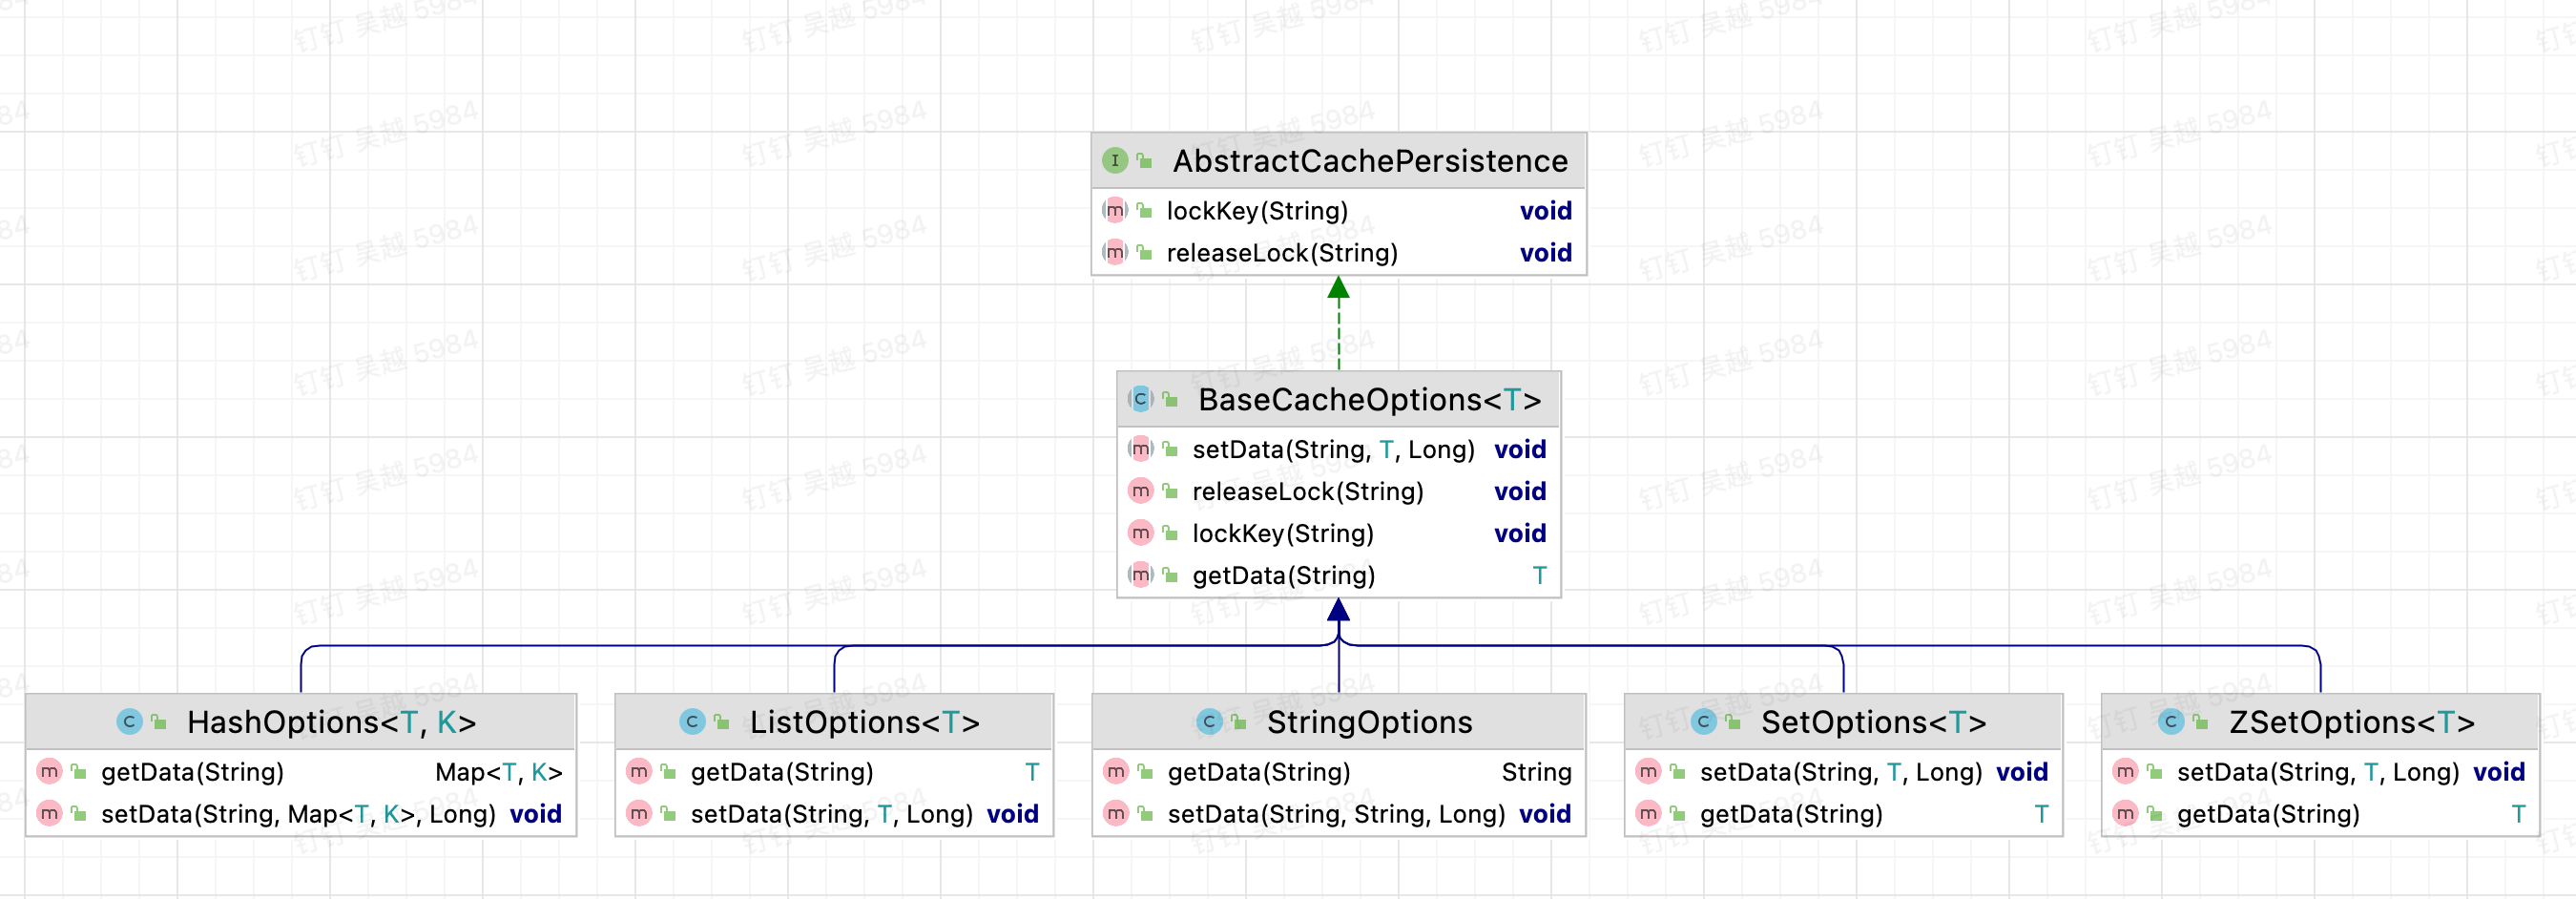 AbstractCachePersistence
lockKey(String) void
releaseLock(String) void
BaseCacheOptions<T>
setData(String, T, Long) void
releaseLock(String) void
lockKey(String) void
getData(String) T
HashOptions<T, K>
getData(String) Map<T, K>
setData(String, Map<T, K>, Long) void
ListOptions<T>
getData(String) T
setData(String, T, Long) void
StringOptions
getData(String) String
setData(String, String, Long) void
SetOptions<T>
setData(String, T, Long) void
getData(String) T
ZSetOptions<T>
setData(String, T, Long) void
getData(String) T
钉钉 吴越 5984